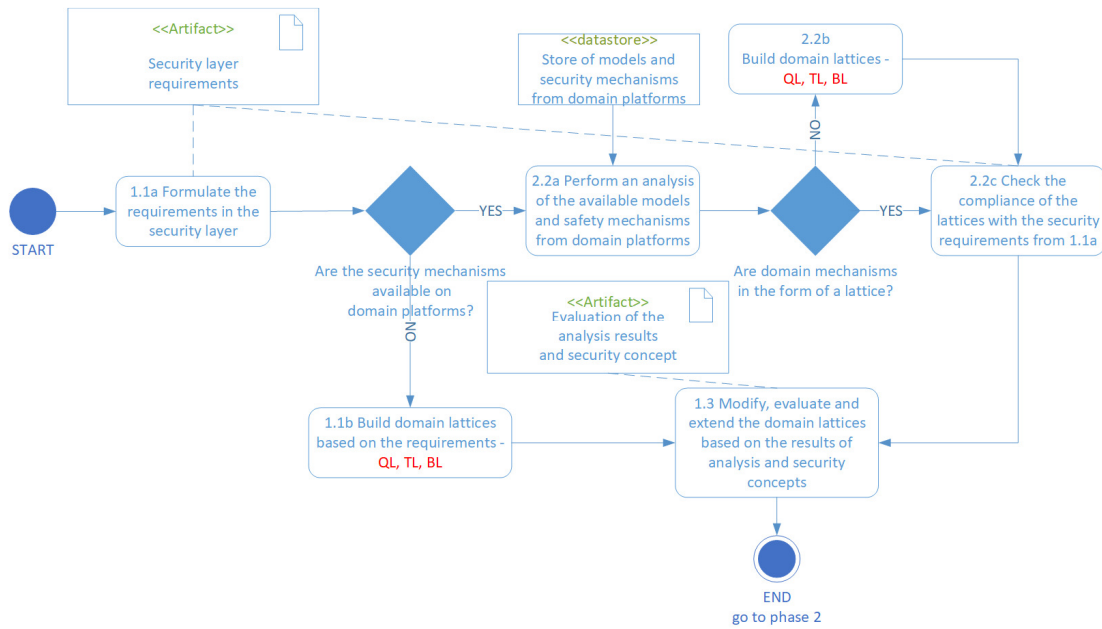 <<Artifact>>
Security layer
requirements
<<datastore>>
Store of models and
security mechanisms
from domain platforms
2.2b
Build domain lattices -
QL, TL, BL
NO
START
1.1a Formulate the
requirements in the
security layer
YES
Are the security mechanisms
available on
domain platforms?
2.2a Perform an analysis
of the available models
and safety mechanisms
from domain platforms
YES
Are domain mechanisms
in the form of a lattice?
2.2c Check the
compliance of the
lattices with the security
requirements from 1.1a
NO
<<Artifact>>
Evaluation of the
analysis results
and security concept
1.1b Build domain lattices
based on the requirements -
QL, TL, BL
1.3 Modify, evaluate and
extend the domain lattices
based on the results of
analysis and security
concepts
END
go to phase 2